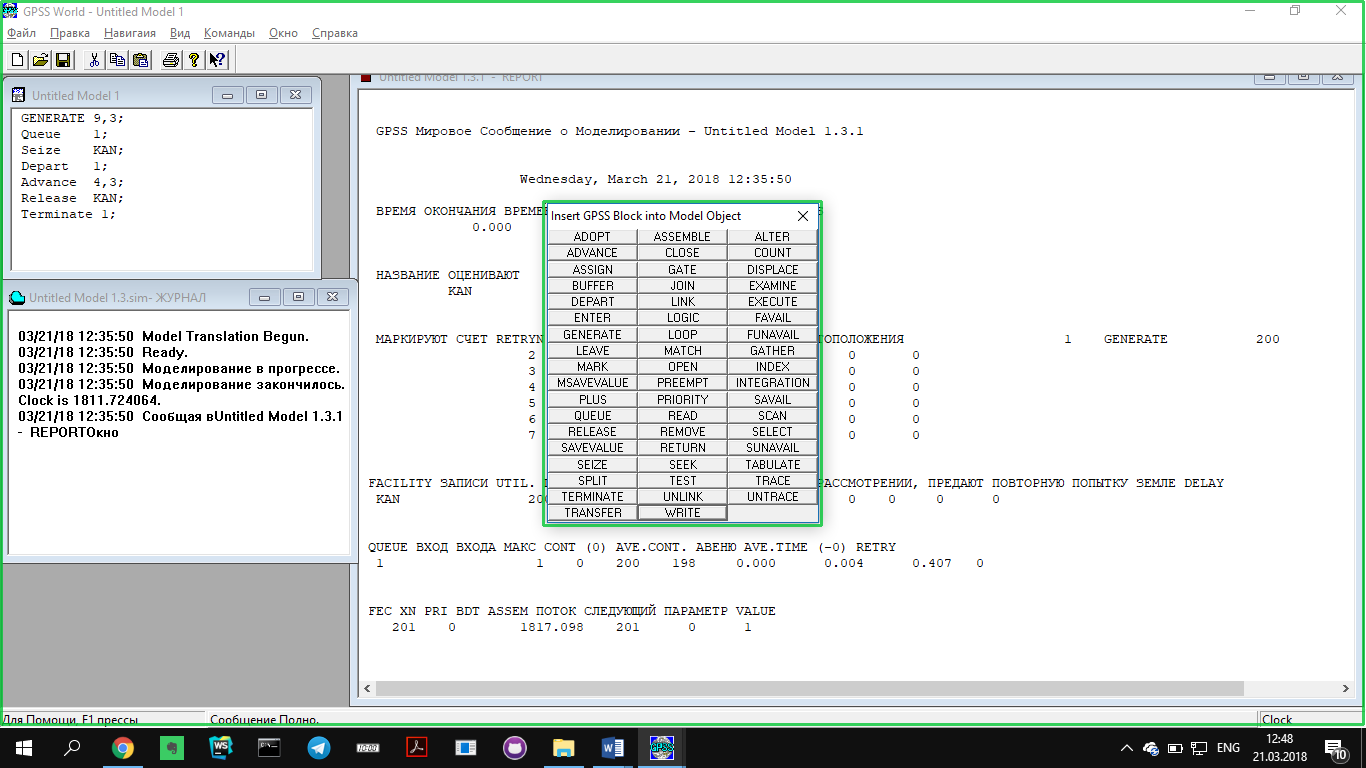 GPSS World - Untitled Model 1
Файл Правка Навигаия Вид Команды Окно Справка
Untitled Model 1
GENERATE 9,3;
Queue 1;
Seize KAN;
Depart 1;
Advance 4,3;
Release KAN;
Terminate 1;
Untitled Model 1.3.sim- ЖУРНАЛ
03/21/18 12:35:50 Model Translation Begun.
03/21/18 12:35:50 Ready.
03/21/18 12:35:50 Моделирование в прогрессе.
03/21/18 12:35:50 Моделирование закончилось.
Clock is 1811.724064.
03/21/18 12:35:50 Сообщая вUntitled Model 1.3.1
- REPORTОкно
Untitled Model 1.3.1 - REPORT
GPSS Мировое Сообщение о Моделировании - Untitled Model 1.3.1
Wednesday, March 21, 2018 12:35:50
ВРЕМЯ ОКОНЧАНИЯ
0.000
НАЗВАНИЕ ОЦЕНИВАЮТ
KAN
МАРКИРУЮТ СЧЕТ 1 GENERATE 200
2 0 0
3 0 0
4 0 0
5 0 0
6 0 0
7 0 0
FACILITY ЗАПИСИ UTIL. ПРЕДАЮТ ПОВТОРНУЮ ПОПЫТКУ ЗЕМЛЕ DELAY
KAN 0 0 0 0
QUEUE ВХОД ВХОДА МАКС CONT (0) AVE.CONT. АВЕНЮ AVE.TIME (-0) RETRY
1 1 0 200 198 0.000 0.004 0.407 0
FEC XN PRI BDT ASSEM ПОТОК СЛЕДУЮЩИЙ ПАРАМЕТР VALUE
201 0 1817.098 201 0 1
Insert GPSS Block into Model Object
ADOPT ASSEMBLE ALTER
ADVANCE CLOSE COUNT
ASSIGN GATE DISPLACE
BUFFER JOIN EXAMINE
DEPART LINK EXECUTE
ENTER LOGIC FAVAIL
GENERATE LOOP FUNAVAIL
LEAVE MATCH GATHER
MARK OPEN INDEX
MSAVEVALUE PREEMPT INTEGRATION
PLUS PRIORITY SAVAIL
QUEUE READ SCAN
RELEASE REMOVE SELECT
SAVEVALUE RETURN SUNAVAIL
SEIZE SEEK TABULATE
SPLIT TEST TRACE
TERMINATE UNLINK UNTRACE
TRANSFER WRITE
Для Помощи, F1 прессы Сообщение Полно. Clock
ENG
12:48
21.03.2018
10